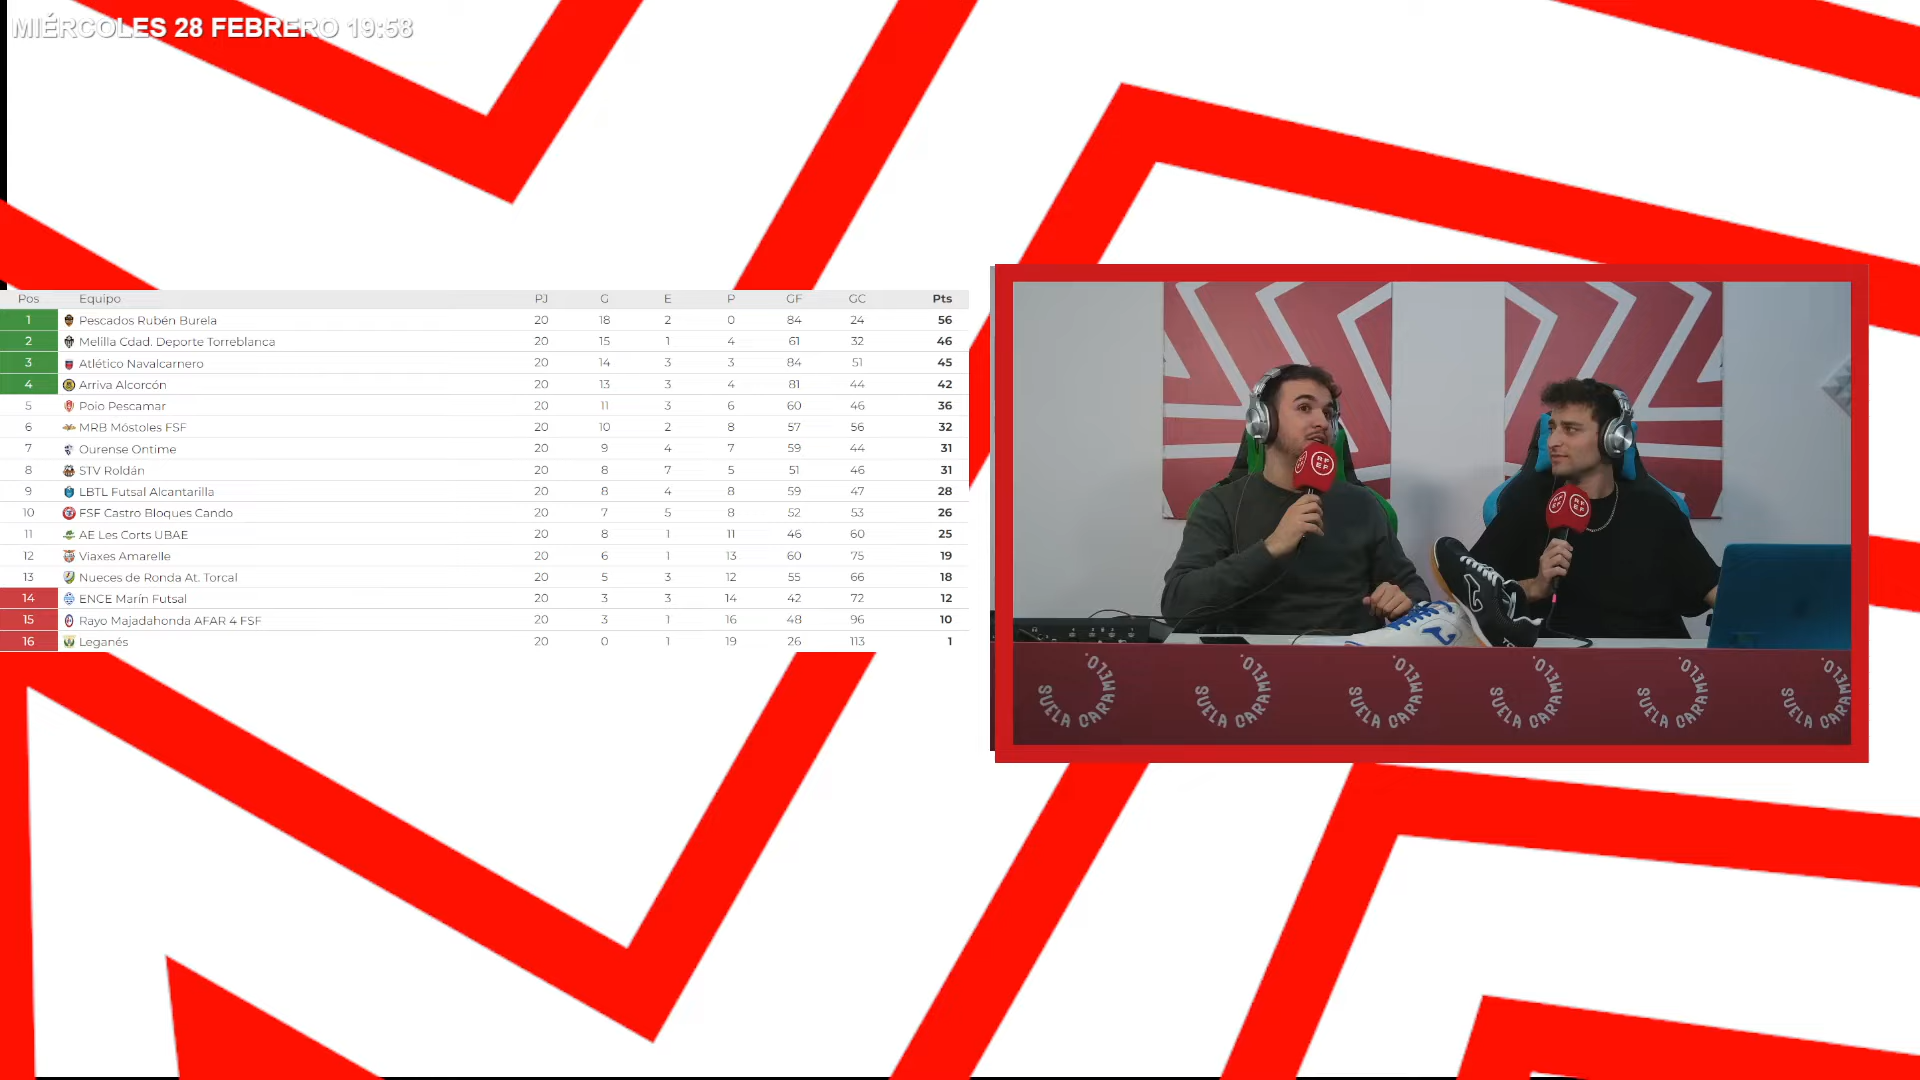 MIÉRCOLES 28 FEBRERO 19:58
Pos Equipo PJ G E P GF GC Pts
1 Pescados Rubén Burela 20 18 2 0 84 24 56
2 Melilla Cdad. Deporte Torreblanca 20 15 1 4 61 32 46
3 Atlético Navalcarnero 20 14 3 3 84 51 45
4 Arriva Alcorcón 20 13 3 4 81 44 42
5 Poio Pescamar 20 11 3 6 60 46 36
6 MRB Móstoles FSF 20 10 2 8 57 56 32
7 Ourense Ontime 20 9 4 7 59 44 31
8 STV Roldán 20 8 7 5 51 46 31
9 LBTL Futsal Alcantarilla 20 8 4 8 59 47 28
10 FSF Castro Bloques Cando 20 7 5 8 52 53 26
11 AE Les Corts UBAE 20 8 1 11 46 60 25
12 Viaxes Amarelle 20 6 1 13 60 75 19
13 Nueces de Ronda At. Torcal 20 5 3 12 55 66 18
14 ENCE Marín Futsal 20 3 3 14 42 72 12
15 Rayo Majadahonda AFAR 4 FSF 20 3 1 16 48 96 10
16 Leganés 20 0 1 19 26 113 1
RF
EF
RF
EF
RF
EF
SUELA CARAMELO.
SUELA CARAMELO.
SUELA CARAMELO.
SUELA CARAMELO.
SUELA CARAMELO.
SUELA CARAMELO.